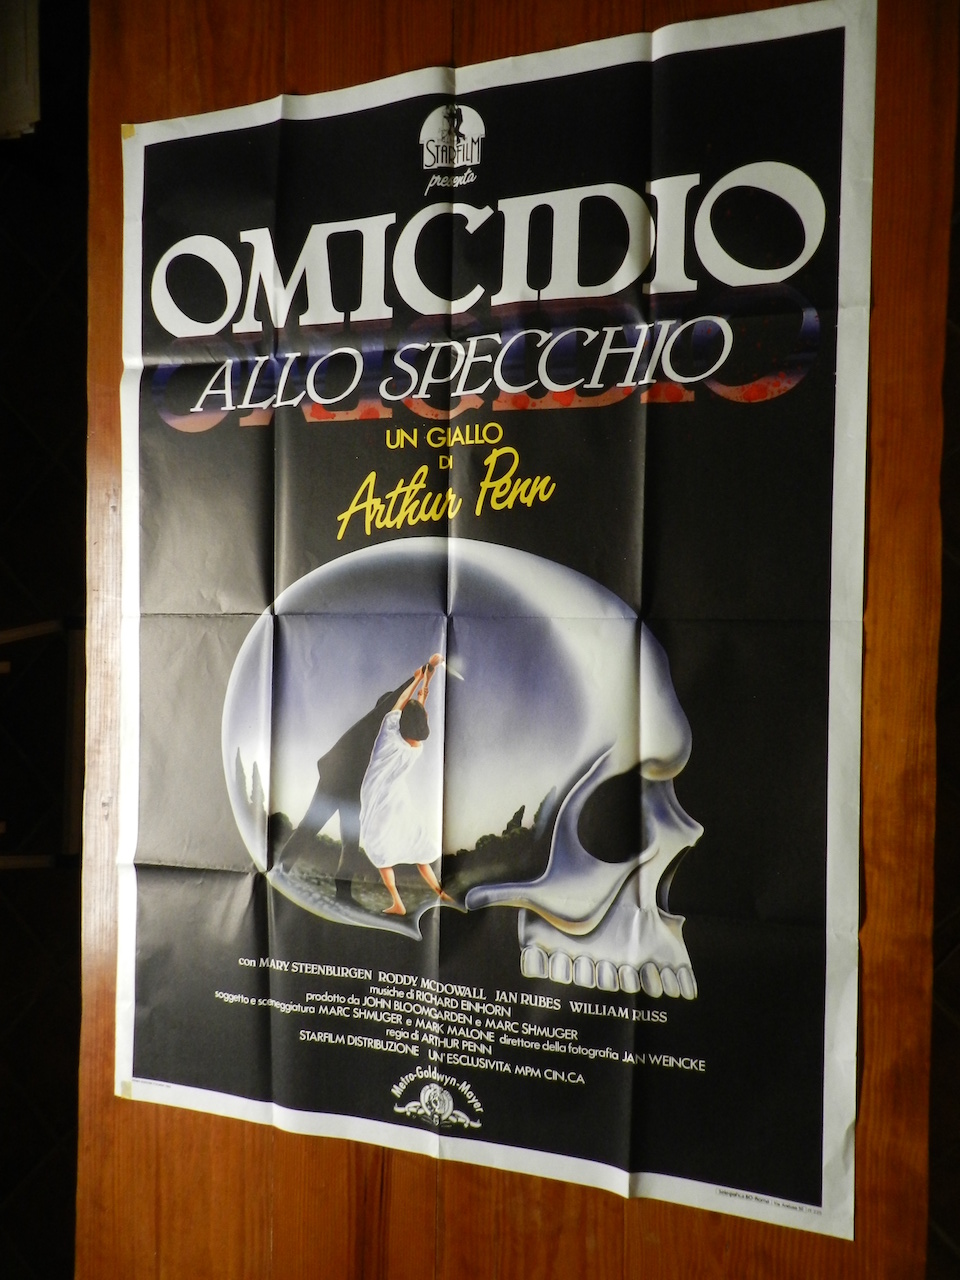 STARFILM
presenta
OMICIDIO
ALLO SPECCHIO
UN GIALLO
DI
Arthur Penn
con MARY STEENBURGEN RODDY MCDOWALL JAN RUBES WILLIAM RUSS
musiche di RICHARD EINHORN
prodotto da JOHN BLOOMGARDEN e MARC SHMUGER
soggetto e sceneggiatura MARC SHMUGER e MARK MALONE direttore della fotografia JAN WEINCKE
regia di ARTHUR PENN
STARFILM DISTRIBUZIONE UN'ESCLUSIVITA' MPM CIN.CA
Metro-Goldwyn-Mayer